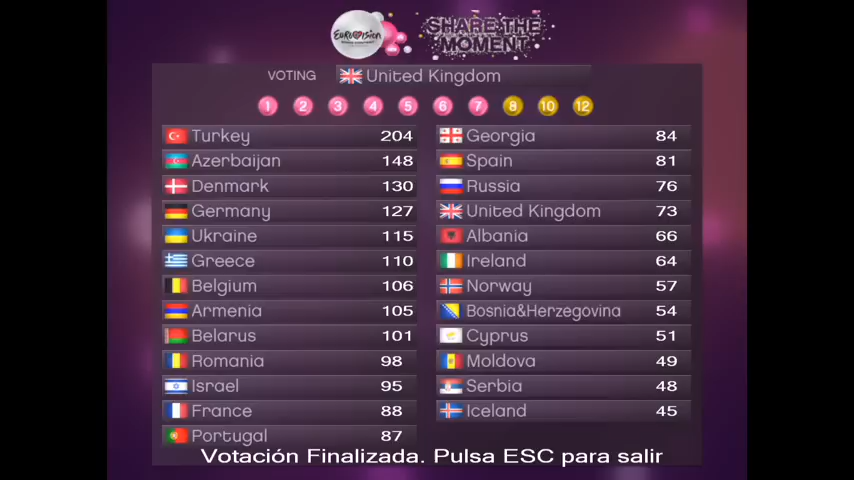 EUROVISION
SHARE THE
MOMENT
VOTING United Kingdom
1 2 3 4 5 6 7 8 10 12
Turkey 204
Azerbaijan 148
Denmark 130
Germany 127
Ukraine 115
Greece 110
Belgium 106
Armenia 105
Belarus 101
Romania 98
Israel 95
France 88
Portugal 87
Georgia 84
Spain 81
Russia 76
United Kingdom 73
Albania 66
Ireland 64
Norway 57
Bosnia&Herzegovina 54
Cyprus 51
Moldova 49
Serbia 48
Iceland 45
Votación Finalizada. Pulsa ESC para salir